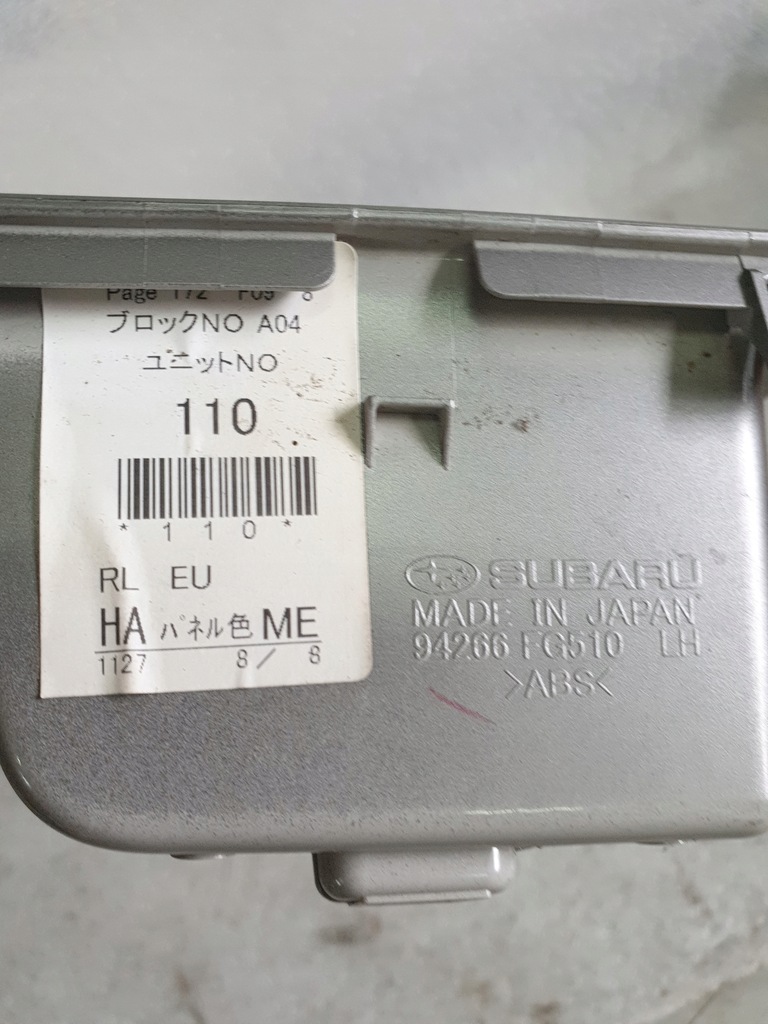 Page 172 F09 8
ブロックNO A04
ユニットNO
110
*110*
RL EU
HA パネル色 ME
1127 8/ 8
SUBARU
MADE IN JAPAN
94266 FG510 LH
>ABS<